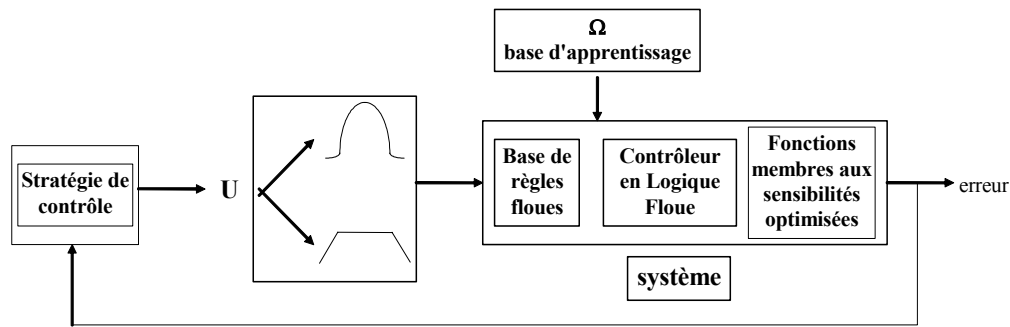 Ω
base d'apprentissage
Stratégie de
contrôle
U
Base de
règles
floues
Contrôleur
en Logique
Floue
Fonctions
membres aux
sensibilités
optimisées
erreur
système